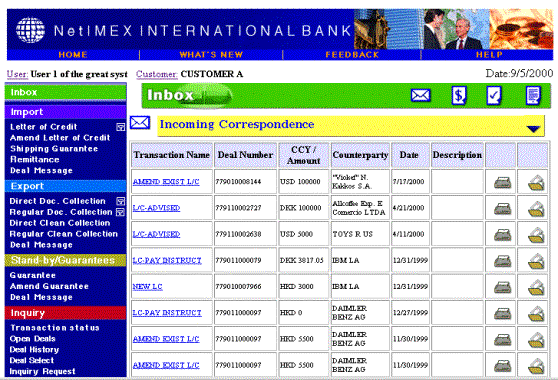 NetIMEX INTERNATIONAL BANK
HOME WHAT'S NEW FEEDBACK HELP
User: User 1 of the great syst Customer: CUSTOMER A Date:9/5/2000
Inbox
Import
Letter of Credit
Amend Letter of Credit
Shipping Guarantee
Remittance
Deal Message
Export
Direct Doc. Collection
Regular Doc. Collection
Direct Clean Collection
Regular Clean Collection
Deal Message
Stand-by/Guarantees
Guarantee
Amend Guarantee
Deal Message
Inquiry
Transaction status
Open Deals
Deal History
Deal Select
Inquiry Request
Inbox
Incoming Correspondence
Transaction Name Deal Number CCY / Amount Counterparty Date Description
AMEND EXIST L/C 779010008144 USD 100000 "Violet" N. Kakkos S.A. 7/17/2000
L/C-ADVISED 779110002727 DKK 100000 Allkoffee Exp. E Comercio LTDA 4/21/2000
L/C-ADVISED 779110002638 USD 5000 TOYS R US 4/11/2000
LC-PAY INSTRUCT 779011000079 DKK 3817.05 IBM LA 12/31/1999
NEW LC 779010007966 HKD 3000 IBM LA 12/31/1999
LC-PAY INSTRUCT 779011000097 HKD 0 DAIMLER BENZ AG 12/27/1999
AMEND EXIST L/C 779011000097 HKD 5500 DAIMLER BENZ AG 11/30/1999
AMEND EXIST L/C 779011000097 HKD 5500 DAIMLER BENZ AG 11/30/1999